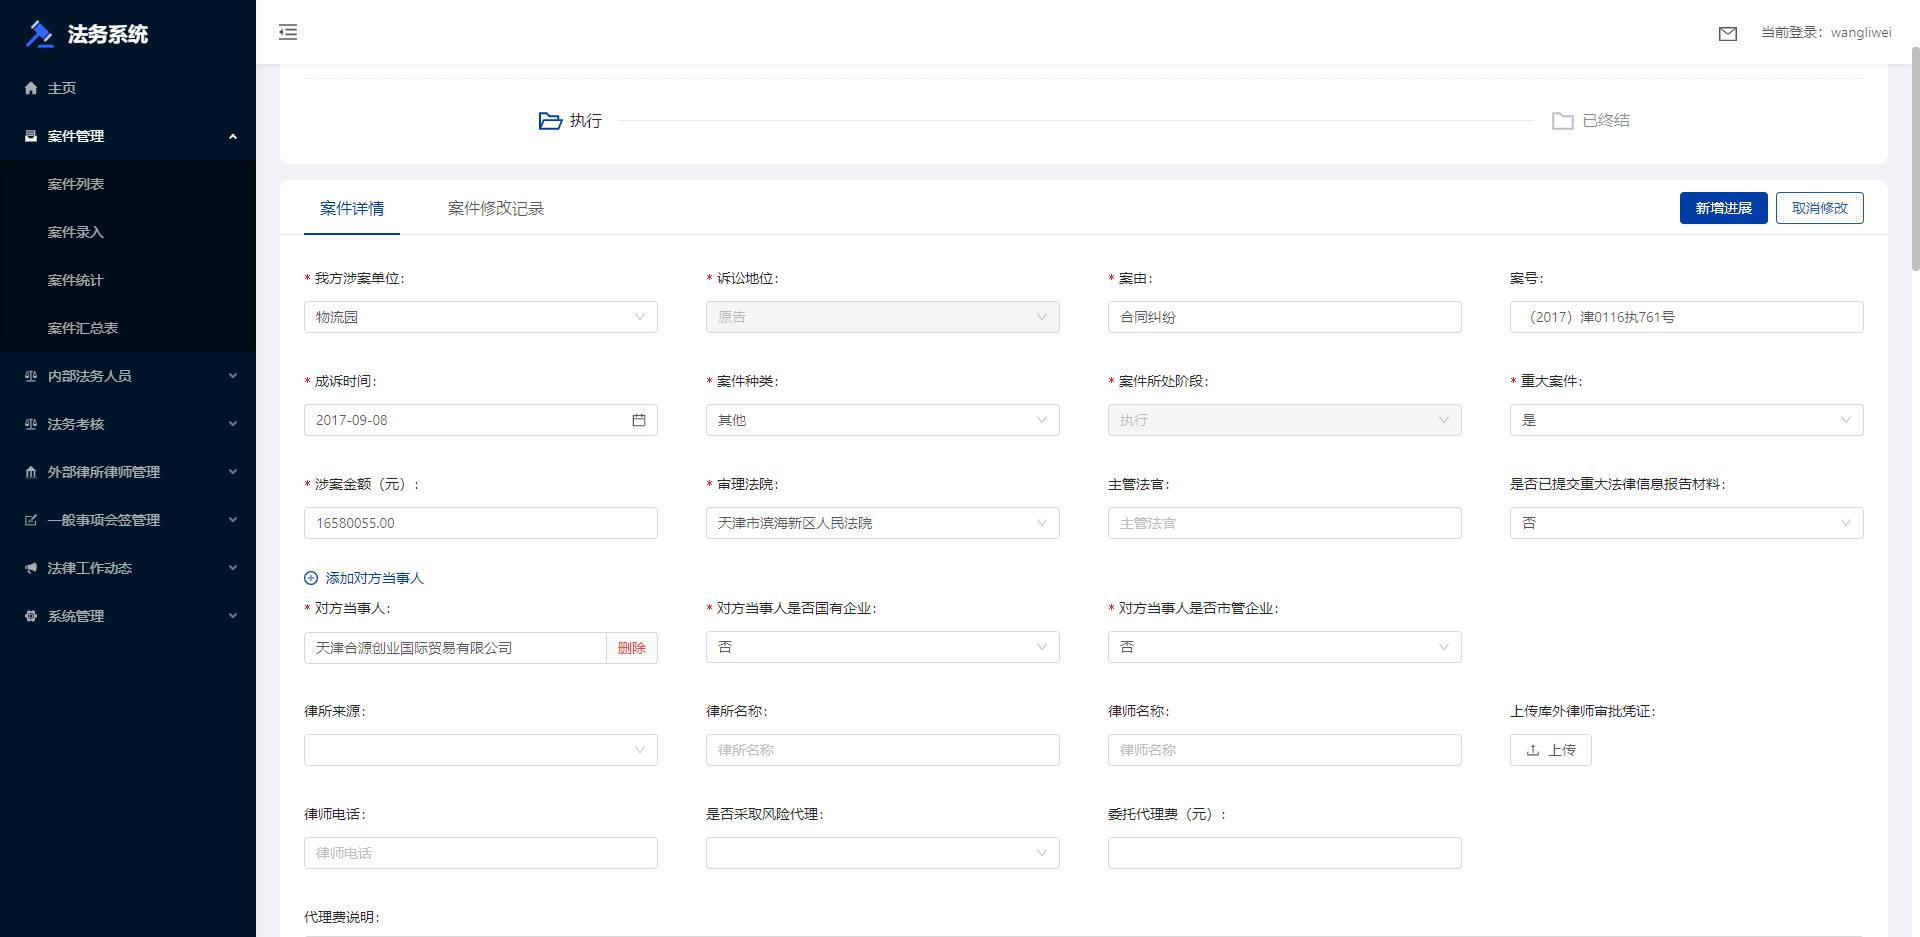 法务系统
当前登录：wangliwei
主页
案件管理
案件列表
案件录入
案件统计
案件汇总表
内部法务人员
法务考核
外部律所律师管理
一般事项会签管理
法律工作动态
系统管理
执行
已终结
案件详情
案件修改记录
新增进展
取消修改
* 我方涉案单位:
* 诉讼地位:
* 案由:
案号:
物流园
原告
合同纠纷
（2017）津0116执761号
* 成诉时间:
* 案件种类:
* 案件所处阶段:
* 重大案件:
2017-09-08
其他
执行
是
* 涉案金额（元）:
* 审理法院:
主管法官:
是否已提交重大法律信息报告材料:
16580055.00
天津市滨海新区人民法院
主管法官
否
添加对方当事人
* 对方当事人:
* 对方当事人是否国有企业:
* 对方当事人是否市管企业:
天津合源创业国际贸易有限公司
删除
否
否
律所来源:
律所名称:
律师名称:
上传库外律师审批凭证:
律所名称
律师名称
上传
律师电话:
是否采取风险代理:
委托代理费（元）:
律师电话
代理费说明: